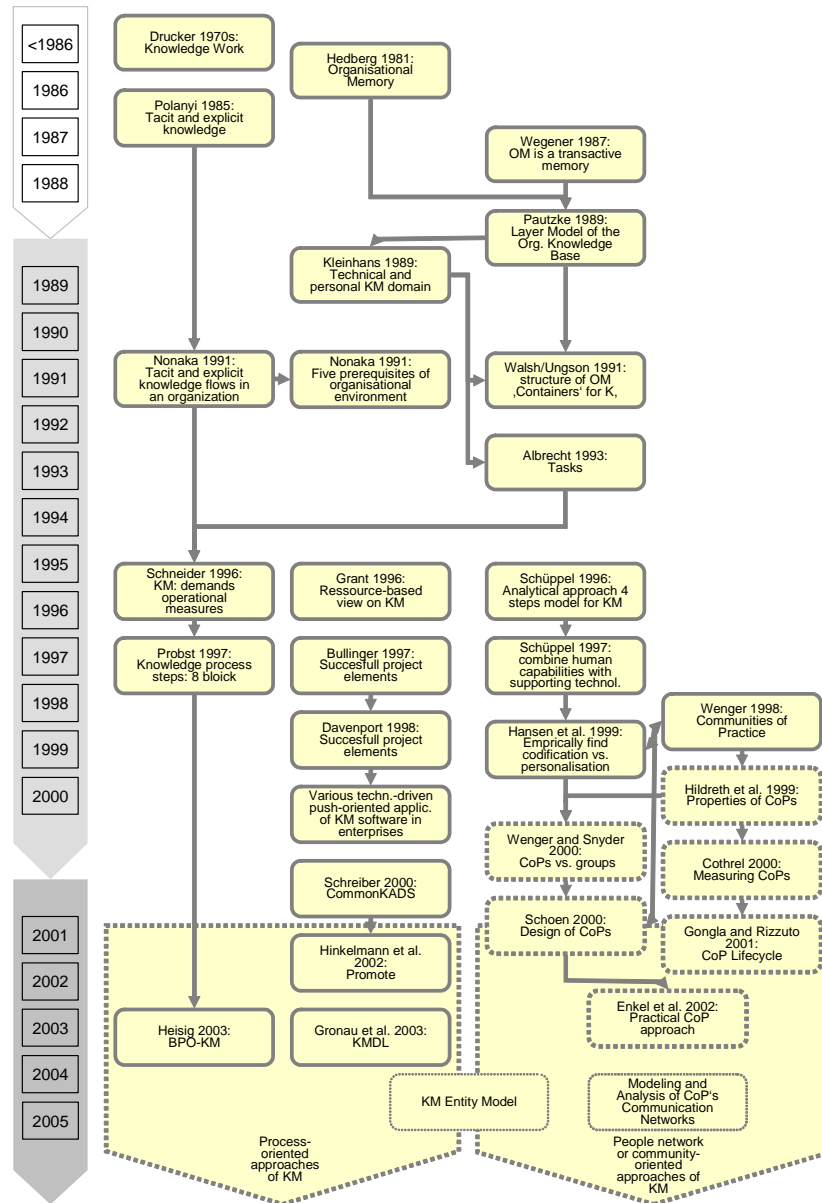 <1986
1986
1987
1988
1989
1990
1991
1992
1993
1994
1995
1996
1997
1998
1999
2000
2001
2002
2003
2004
2005
Drucker 1970s:
Knowledge Work
Hedberg 1981:
Organisational
Memory
Polanyi 1985:
Tacit and explicit
knowledge
Wegener 1987:
OM is a transactive
memory
Pautzke 1989:
Layer Model of the
Org. Knowledge
Base
Kleinhans 1989:
Technical and
personal KM domain
Nonaka 1991:
Tacit and explicit
knowledge flows in
an organization
Nonaka 1991:
Five prerequisites of
organisational
environment
Walsh/Ungson 1991:
structure of OM
‚Containers‘ for K,
Albrecht 1993:
Tasks
Schneider 1996:
KM: demands
operational
measures
Grant 1996:
Ressource-based
view on KM
Schüppel 1996:
Analytical approach 4
steps model for KM
Probst 1997:
Knowledge process
steps: 8 bloick
Bullinger 1997:
Succesfull project
elements
Schüppel 1997:
combine human
capabilities with
supporting technol.
Davenport 1998:
Succesfull project
elements
Hansen et al. 1999:
Emprically find
codification vs.
personalisation
Wenger 1998:
Communities of
Practice
Various techn.-driven
push-oriented applic.
of KM software in
enterprises
Hildreth et al. 1999:
Properties of CoPs
Wenger and Snyder
2000:
CoPs vs. groups
Cothrel 2000:
Measuring CoPs
Schreiber 2000:
CommonKADS
Schoen 2000:
Design of CoPs
Gongla and Rizzuto
2001:
CoP Lifecycle
Hinkelmann et al.
2002:
Promote
Enkel et al. 2002:
Practical CoP
approach
Heisig 2003:
BPO-KM
Gronau et al. 2003:
KMDL
KM Entity Model
Modeling and
Analysis of CoP‘s
Communication
Networks
Process-
oriented
approaches
of KM
People network
or community-
oriented
approaches of
KM